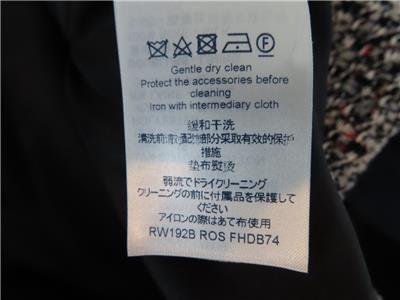 Gentle dry clean
Protect the accessories before
cleaning
Iron with intermediary cloth
缓和干洗
清洗前请对配饰部分采取有效的保护
措施
垫布熨烫
弱流でドライクリーニング
クリーニングの前に付属品を保護して
ください
アイロンの際はあて布使用
RW192B ROS FHDB74